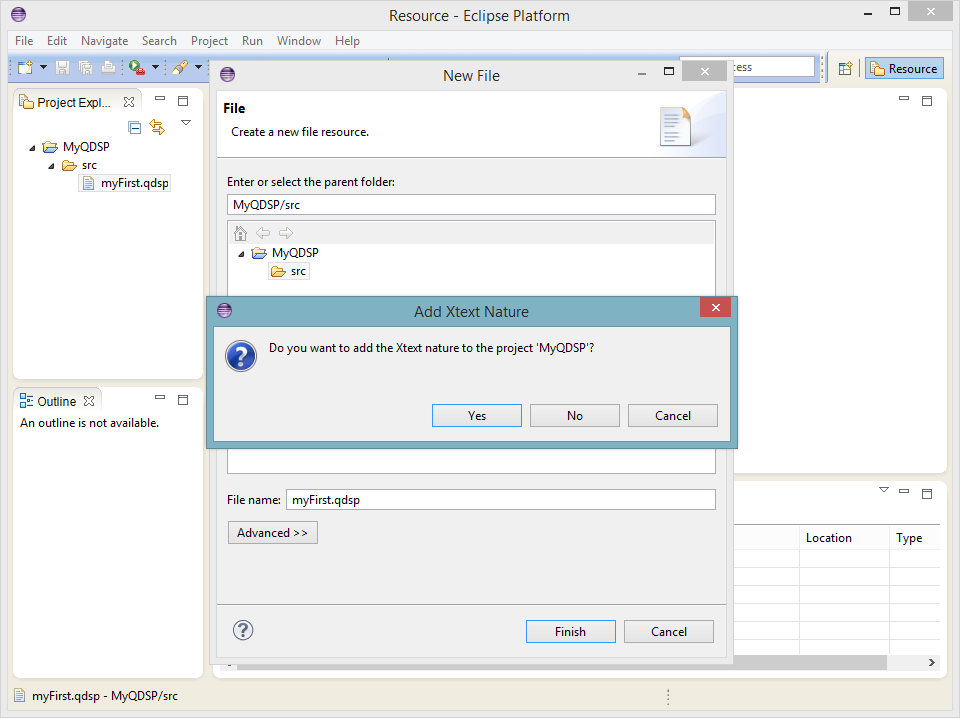 Resource - Eclipse Platform
File Edit Navigate Search Project Run Window Help
Resource
Project Expl...
MyQDSP
src
myFirst.qdsp
Outline
An outline is not available.
New File
File
Create a new file resource.
Enter or select the parent folder:
MyQDSP/src
MyQDSP
src
Add Xtext Nature
Do you want to add the Xtext nature to the project 'MyQDSP'?
Yes No Cancel
File name: myFirst.qdsp
Advanced >>
Finish Cancel
Location Type
myFirst.qdsp - MyQDSP/src